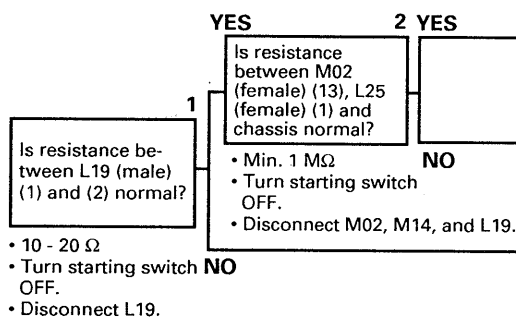 YES
2 YES
Is resistance
between M02
(female) (13), L25
(female) (1) and
chassis normal?
1
Is resistance be-
tween L19 (male)
(1) and (2) normal?
• Min. 1 MΩ
• Turn starting switch
OFF.
• Disconnect M02, M14, and L19.
NO
• 10 - 20 Ω
• Turn starting switch
OFF.
• Disconnect L19.
NO